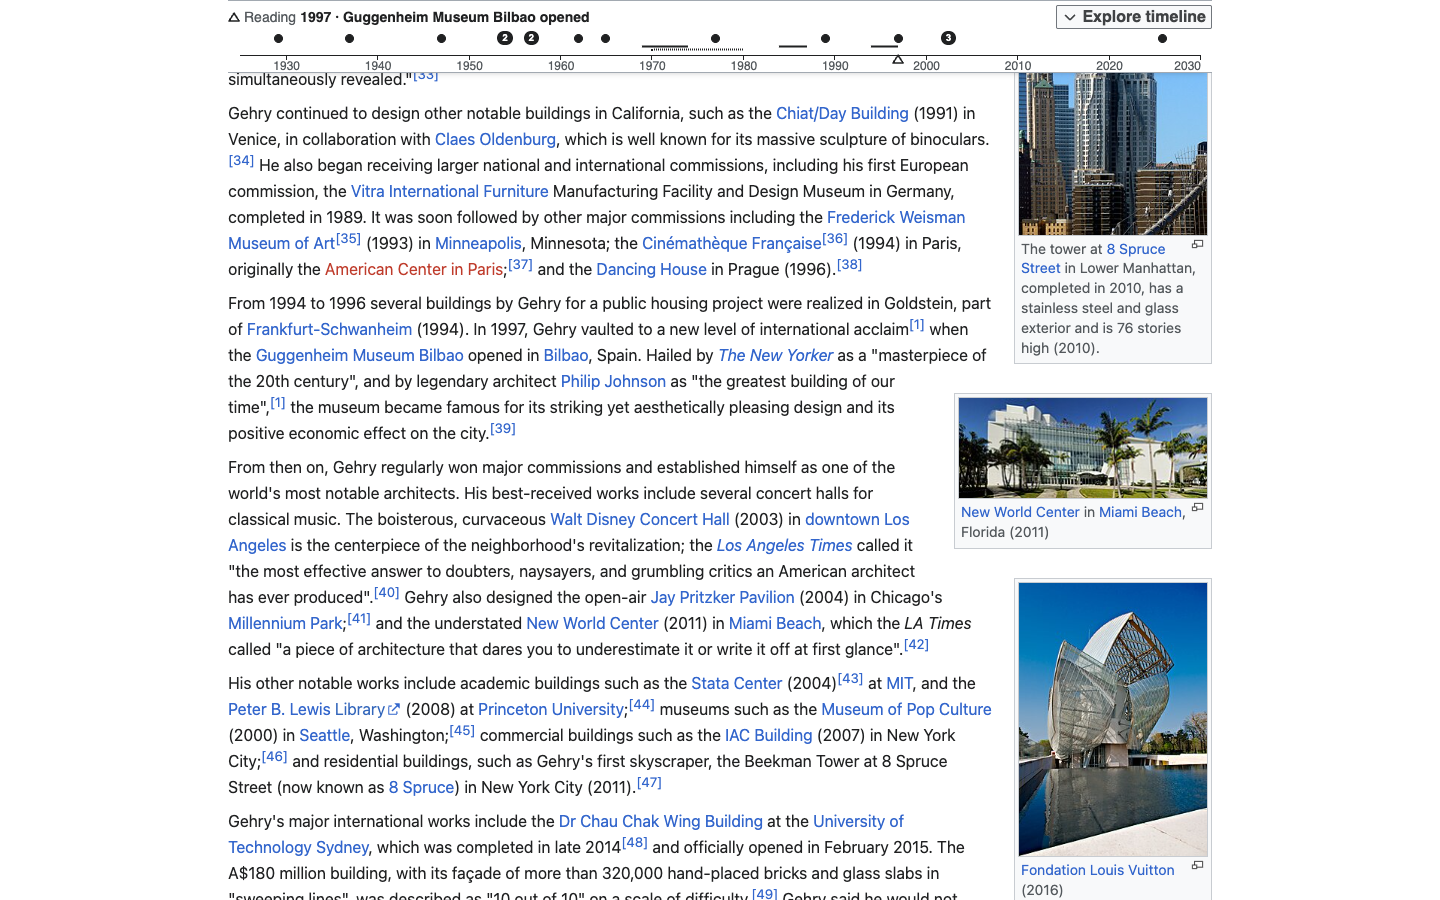 Reading 1997 · Guggenheim Museum Bilbao opened
Explore timeline
2 2 3
1930 1940 1950 1960 1970 1980 1990 2000 2010 2020 2030
simultaneously revealed."[33]
Gehry continued to design other notable buildings in California, such as the Chiat/Day Building (1991) in
Venice, in collaboration with Claes Oldenburg, which is well known for its massive sculpture of binoculars.
[34] He also began receiving larger national and international commissions, including his first European
commission, the Vitra International Furniture Manufacturing Facility and Design Museum in Germany,
completed in 1989. It was soon followed by other major commissions including the Frederick Weisman
Museum of Art[35] (1993) in Minneapolis, Minnesota; the Cinémathèque Française[36] (1994) in Paris,
originally the American Center in Paris;[37] and the Dancing House in Prague (1996).[38]
From 1994 to 1996 several buildings by Gehry for a public housing project were realized in Goldstein, part
of Frankfurt-Schwanheim (1994). In 1997, Gehry vaulted to a new level of international acclaim[1] when
the Guggenheim Museum Bilbao opened in Bilbao, Spain. Hailed by The New Yorker as a "masterpiece of
the 20th century", and by legendary architect Philip Johnson as "the greatest building of our
time",[1] the museum became famous for its striking yet aesthetically pleasing design and its
positive economic effect on the city.[39]
From then on, Gehry regularly won major commissions and established himself as one of the
world's most notable architects. His best-received works include several concert halls for
classical music. The boisterous, curvaceous Walt Disney Concert Hall (2003) in downtown Los
Angeles is the centerpiece of the neighborhood's revitalization; the Los Angeles Times called it
"the most effective answer to doubters, naysayers, and grumbling critics an American architect
has ever produced".[40] Gehry also designed the open-air Jay Pritzker Pavilion (2004) in Chicago's
Millennium Park;[41] and the understated New World Center (2011) in Miami Beach, which the LA Times
called "a piece of architecture that dares you to underestimate it or write it off at first glance".[42]
His other notable works include academic buildings such as the Stata Center (2004)[43] at MIT, and the
Peter B. Lewis Library (2008) at Princeton University;[44] museums such as the Museum of Pop Culture
(2000) in Seattle, Washington;[45] commercial buildings such as the IAC Building (2007) in New York
City;[46] and residential buildings, such as Gehry's first skyscraper, the Beekman Tower at 8 Spruce
Street (now known as 8 Spruce) in New York City (2011).[47]
Gehry's major international works include the Dr Chau Chak Wing Building at the University of
Technology Sydney, which was completed in late 2014[48] and officially opened in February 2015. The
A$180 million building, with its façade of more than 320,000 hand-placed bricks and glass slabs in
"sweeping lines", was described as "10 out of 10" on a scale of difficulty.[49] Gehry said he would not
The tower at 8 Spruce
Street in Lower Manhattan,
completed in 2010, has a
stainless steel and glass
exterior and is 76 stories
high (2010).
New World Center in Miami Beach,
Florida (2011)
Fondation Louis Vuitton
(2016)